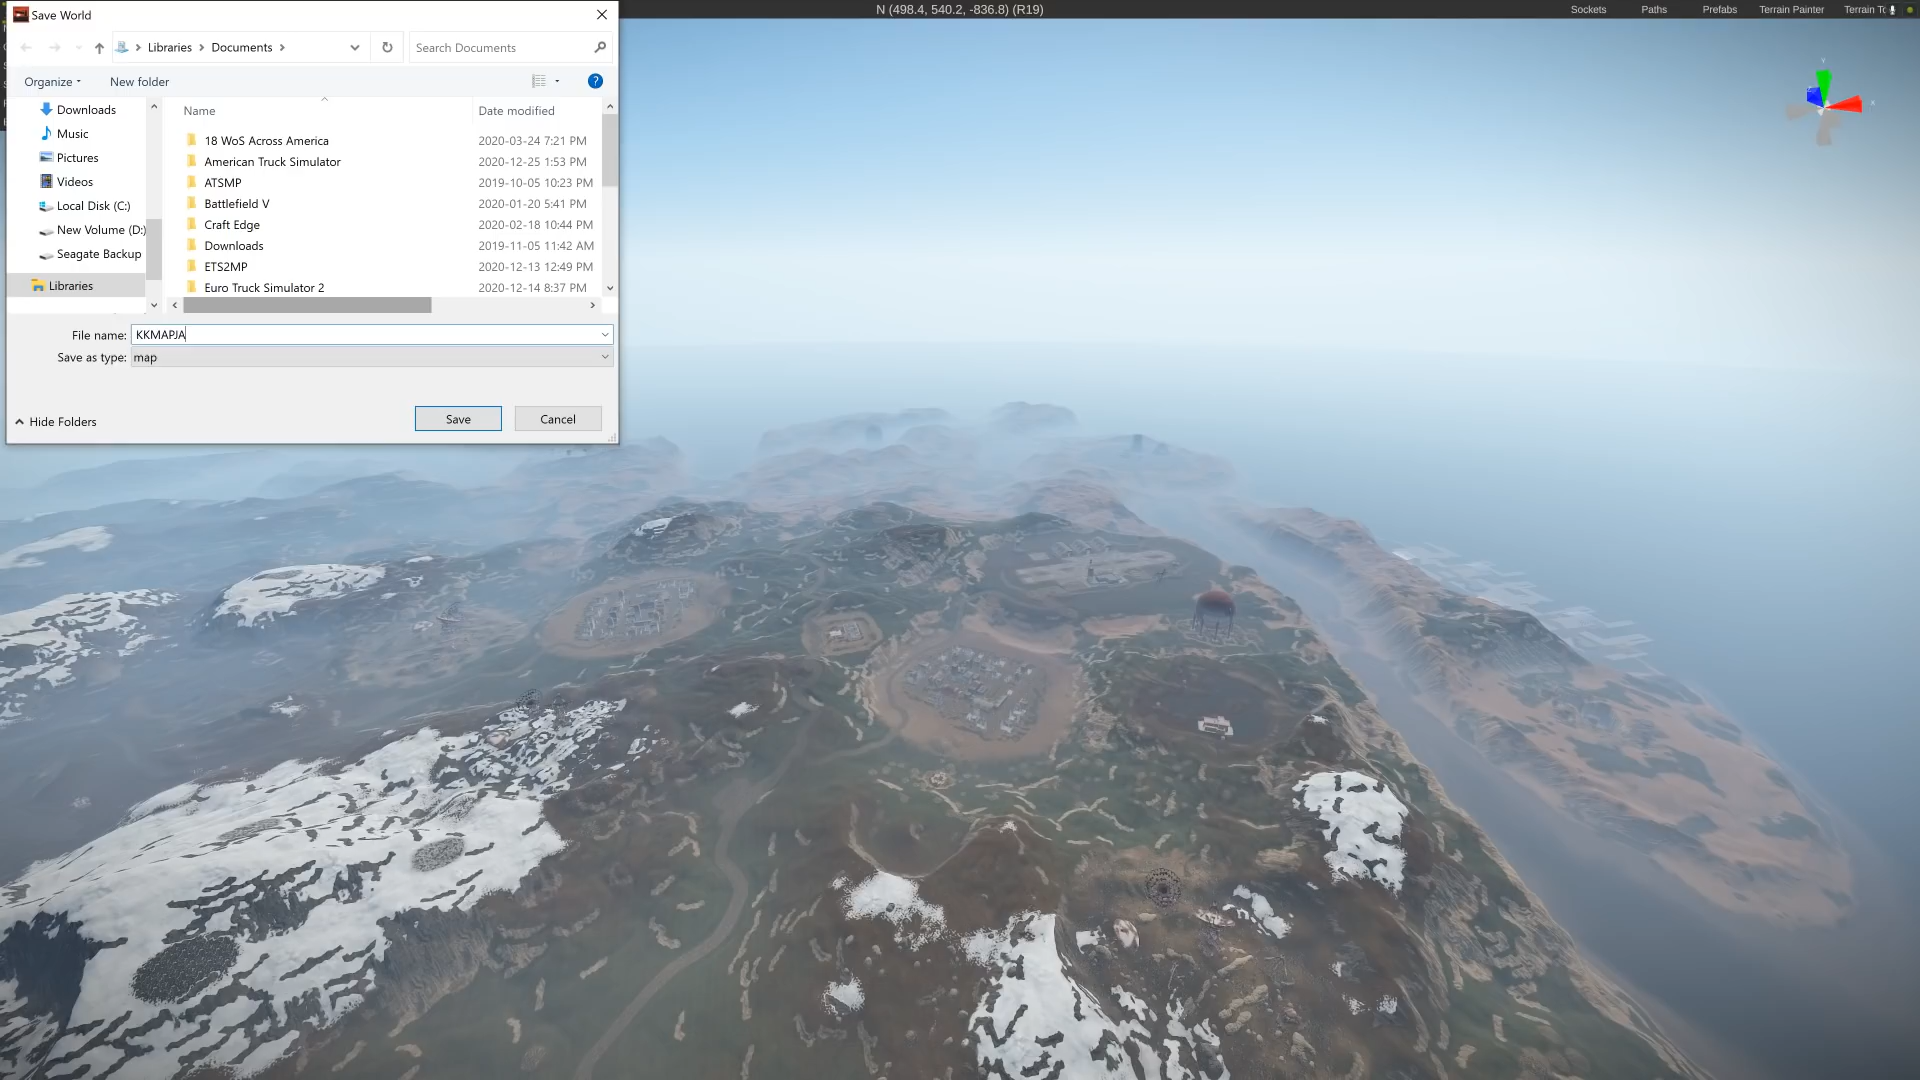 Save World
N (498.4, 540.2, -836.8) (R19)
Sockets
Paths
Prefabs
Terrain Painter
Terrain
Libraries
Documents
Search Documents
Organize
New folder
Downloads
Music
Pictures
Videos
Local Disk (C:)
New Volume (D:)
Seagate Backup
Libraries
Name
Date modified
18 WoS Across America 2020-03-24 7:21 PM
American Truck Simulator 2020-12-25 1:53 PM
ATSMP 2019-10-05 10:23 PM
Battlefield V 2020-01-20 5:41 PM
Craft Edge 2020-02-18 10:44 PM
Downloads 2019-11-05 11:42 AM
ETS2MP 2020-12-13 12:49 PM
Euro Truck Simulator 2 2020-12-14 8:37 PM
File name: KKMAPJA
Save as type: map
Hide Folders
Save
Cancel
Y
X